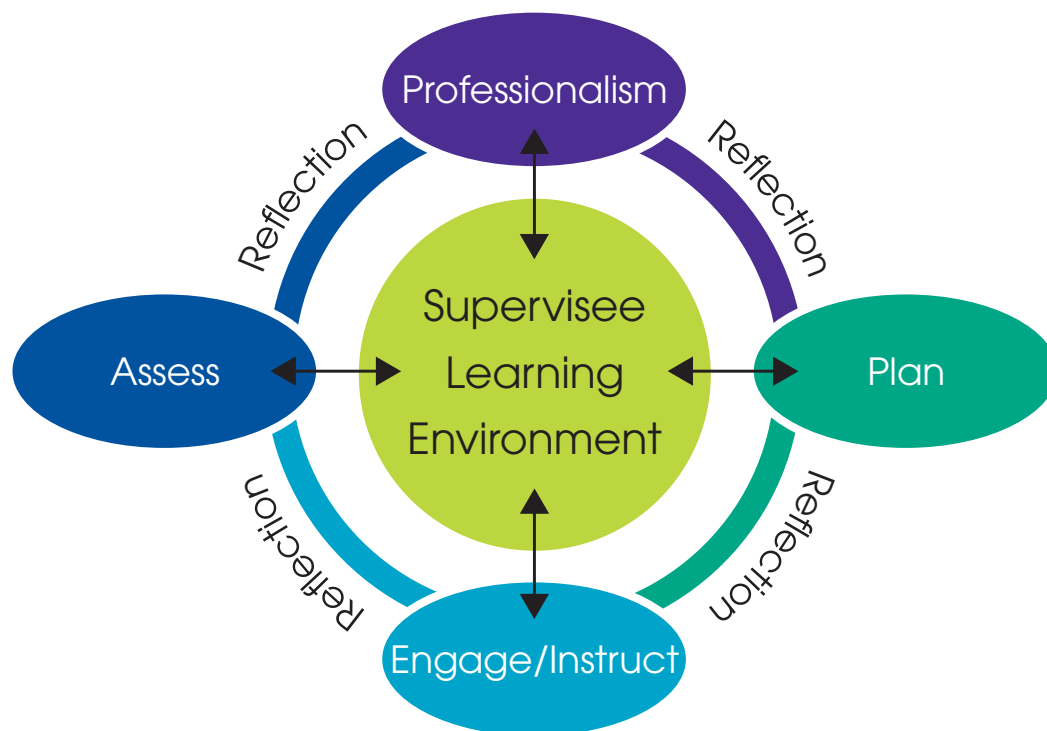 Professionalism
Reflection
Reflection
Supervisee
Learning
Environment
Assess
Plan
Reflection
Reflection
Engage/Instruct